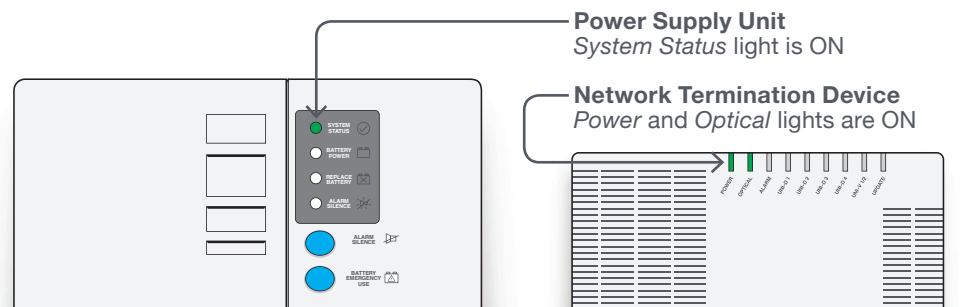 Power Supply Unit
System Status light is ON
Network Termination Device
Power and Optical lights are ON
SYSTEM
STATUS
BATTERY
POWER
REPLACE
BATTERY
ALARM
SILENCE
ALARM
SILENCE
BATTERY
EMERGENCY
USE
POWER
OPTICAL
ALARM
UNI-D 1
UNI-D 2
UNI-D 3
UNI-D 4
UNI-V 1/2
UPDATE